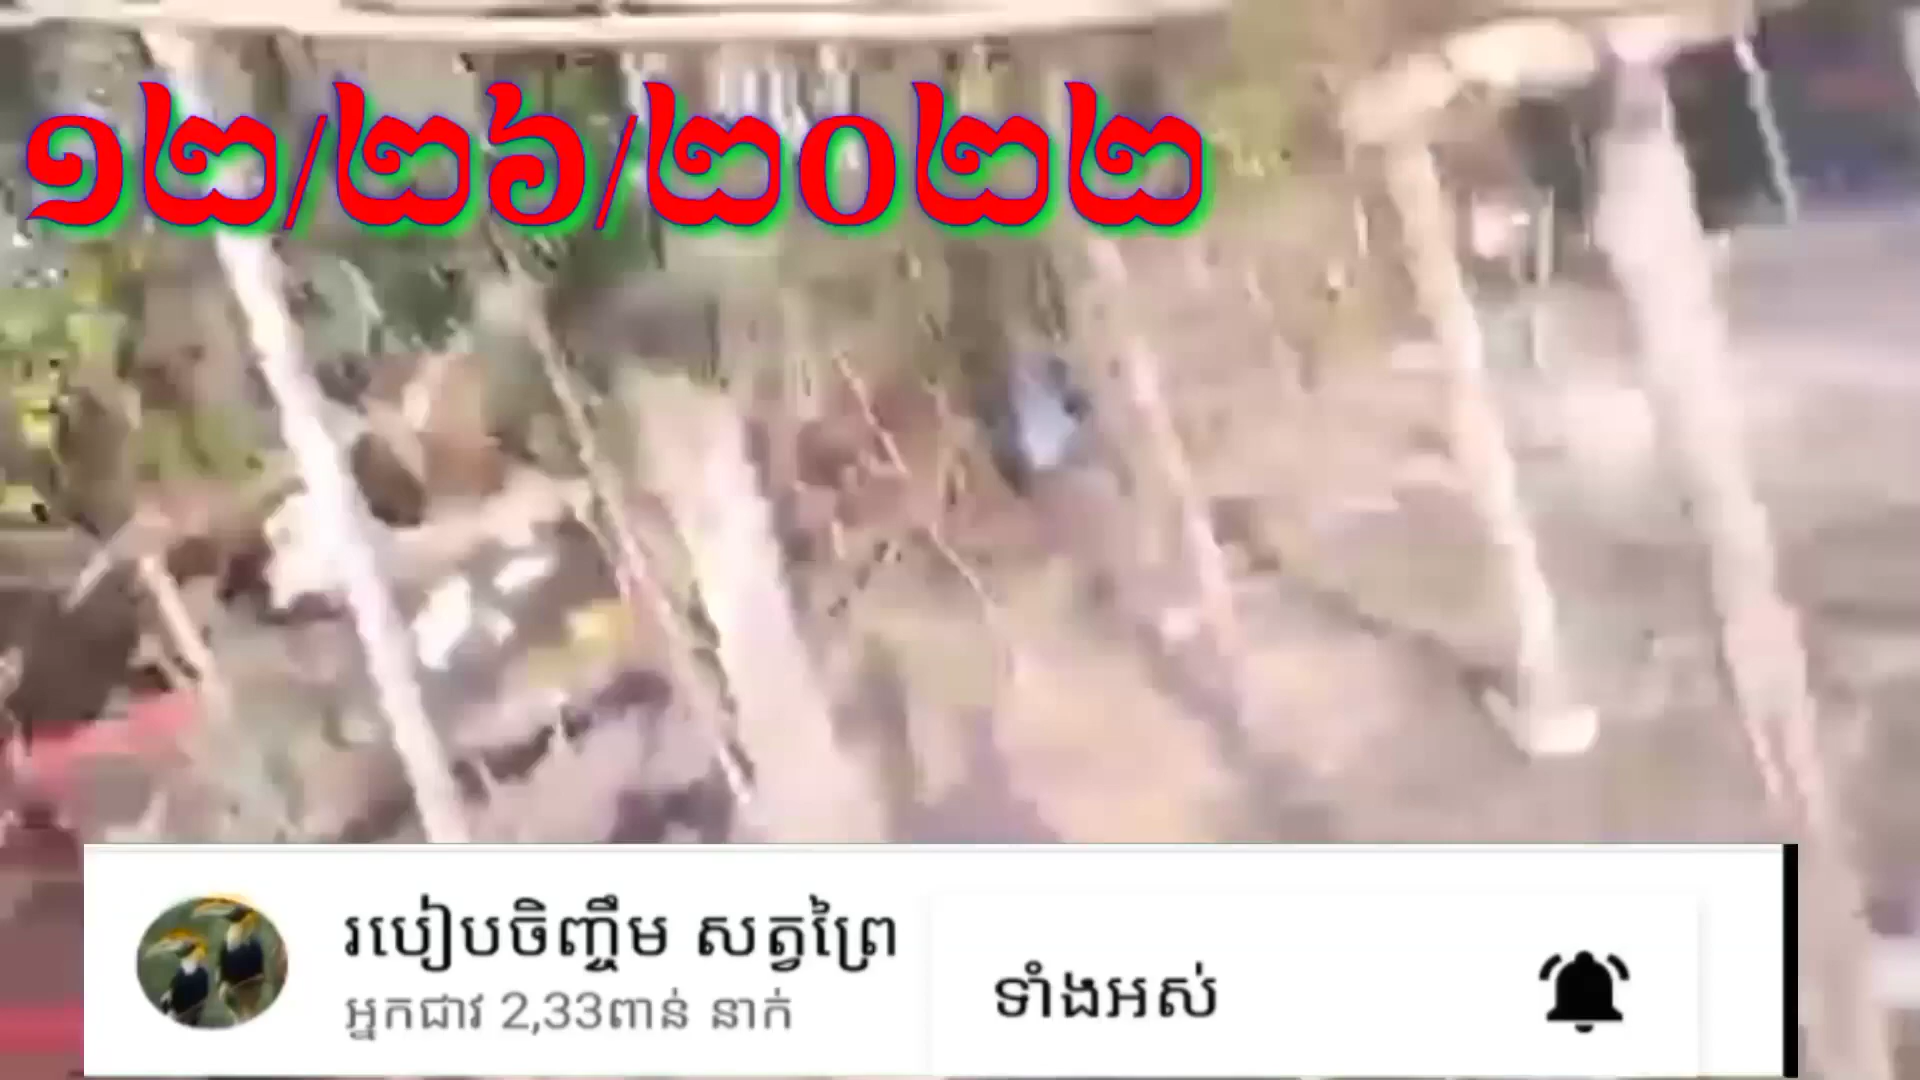 ១២/២៦/២០២២
របៀបចិញ្ចឹម សត្វព្រៃ
អ្នកជាវ 2,33ពាន់ នាក់
ទាំងអស់